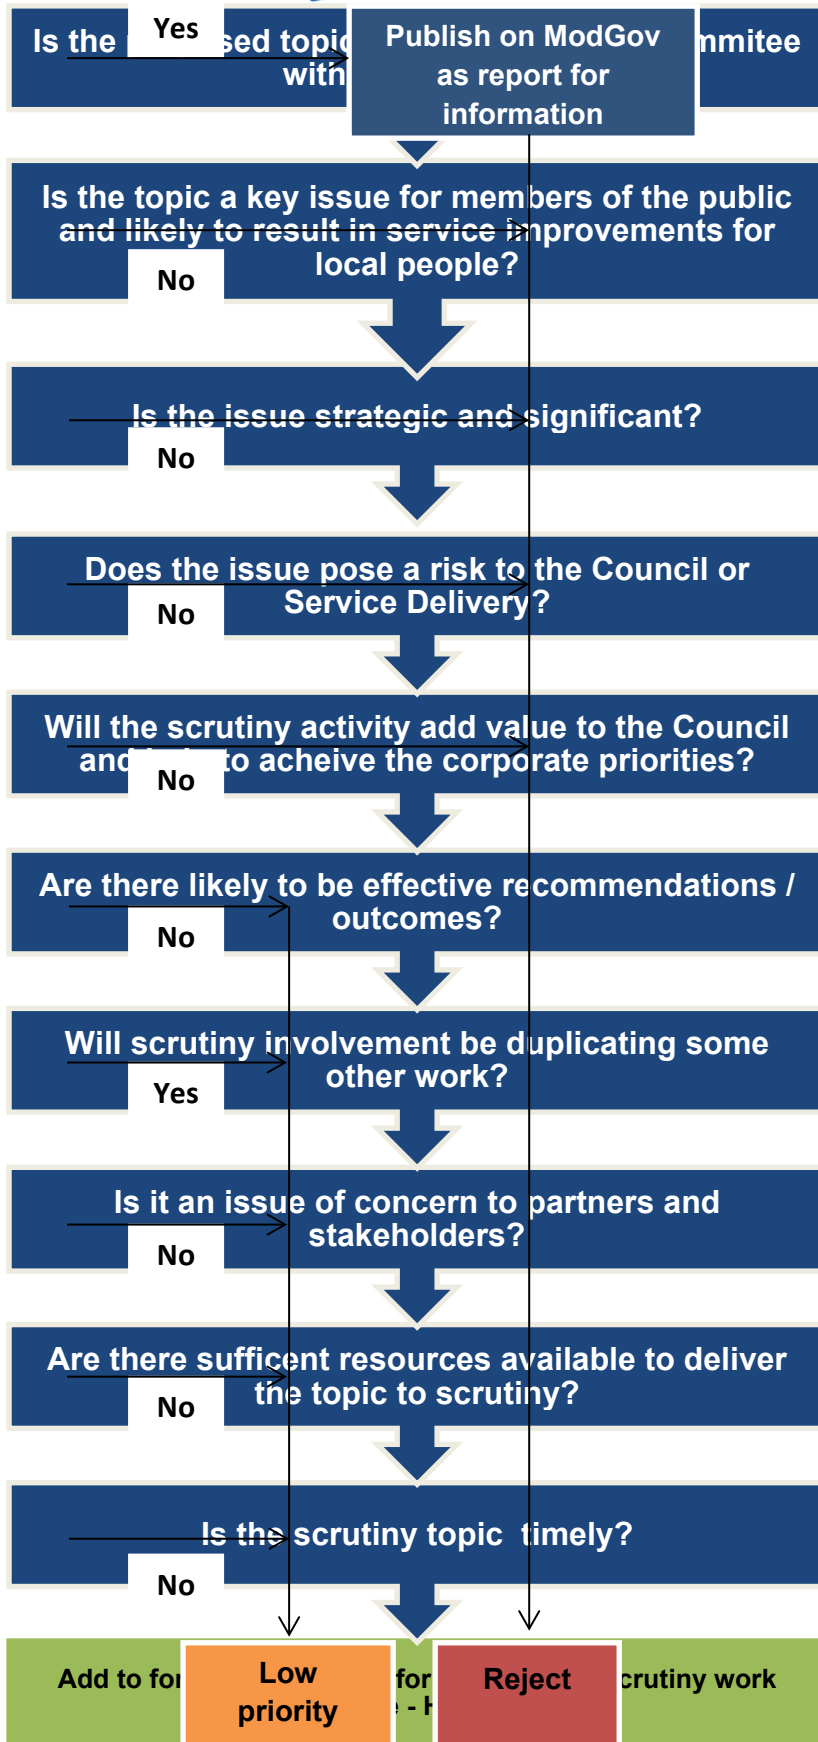 Is the
Yes
sed topic
mmitee
with
Publish on ModGov
as report for
information
Is the topic a key issue for members of the public
and likely to result in service improvements for
local people?
No
Is the issue strategic and significant?
No
Does the issue pose a risk to the Council or
Service Delivery?
No
Will the scrutiny activity add value to the Council
and to acheive the corporate priorities?
No
Are there likely to be effective recommendations /
outcomes?
No
Will scrutiny involvement be duplicating some
other work?
Yes
Is it an issue of concern to partners and
stakeholders?
No
Are there sufficent resources available to deliver
the topic to scrutiny?
No
Is the scrutiny topic timely?
No
Add to for
for
crutiny work
- H
Low
priority
Reject